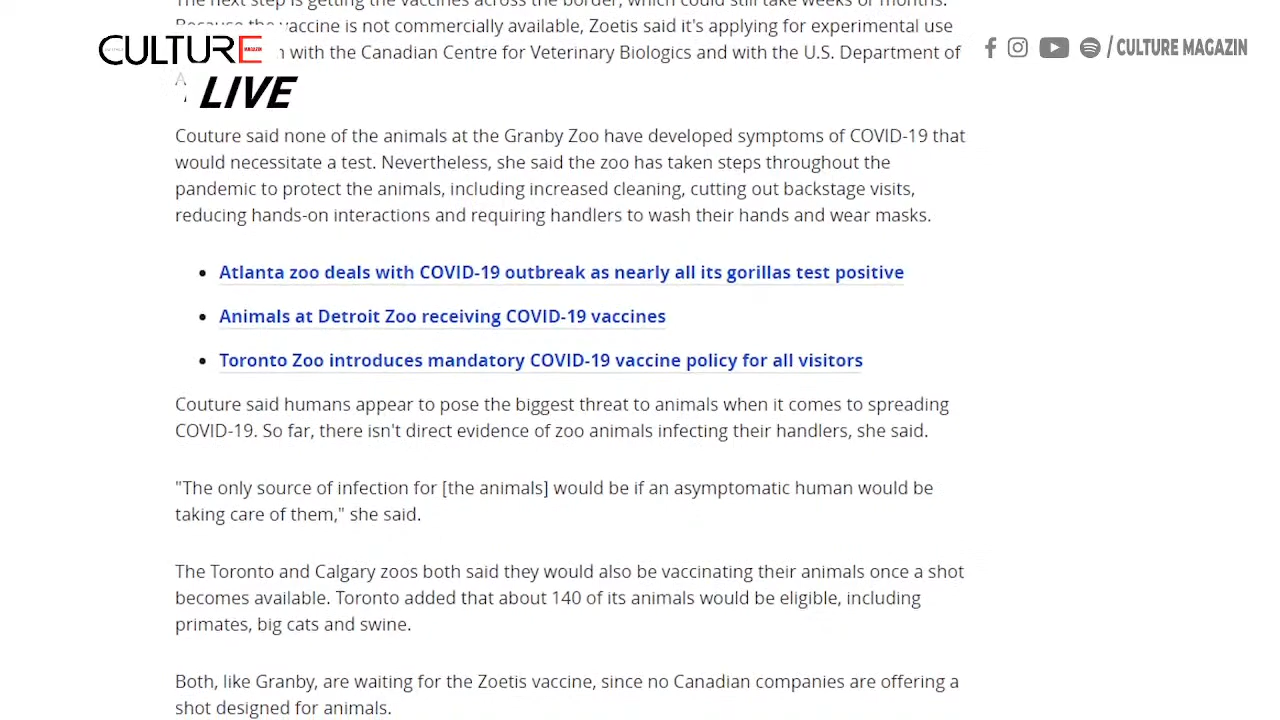 The next step is getting the vaccines across the border, which could still take weeks or months.
Because the vaccine is not commercially available, Zoetis said it's applying for experimental use
with the Canadian Centre for Veterinary Biologics and with the U.S. Department of
CULTURE
MAGAZIN
LIVE
/ CULTURE MAGAZIN
Couture said none of the animals at the Granby Zoo have developed symptoms of COVID-19 that
would necessitate a test. Nevertheless, she said the zoo has taken steps throughout the
pandemic to protect the animals, including increased cleaning, cutting out backstage visits,
reducing hands-on interactions and requiring handlers to wash their hands and wear masks.
• Atlanta zoo deals with COVID-19 outbreak as nearly all its gorillas test positive
• Animals at Detroit Zoo receiving COVID-19 vaccines
• Toronto Zoo introduces mandatory COVID-19 vaccine policy for all visitors
Couture said humans appear to pose the biggest threat to animals when it comes to spreading
COVID-19. So far, there isn't direct evidence of zoo animals infecting their handlers, she said.
"The only source of infection for [the animals] would be if an asymptomatic human would be
taking care of them," she said.
The Toronto and Calgary zoos both said they would also be vaccinating their animals once a shot
becomes available. Toronto added that about 140 of its animals would be eligible, including
primates, big cats and swine.
Both, like Granby, are waiting for the Zoetis vaccine, since no Canadian companies are offering a
shot designed for animals.